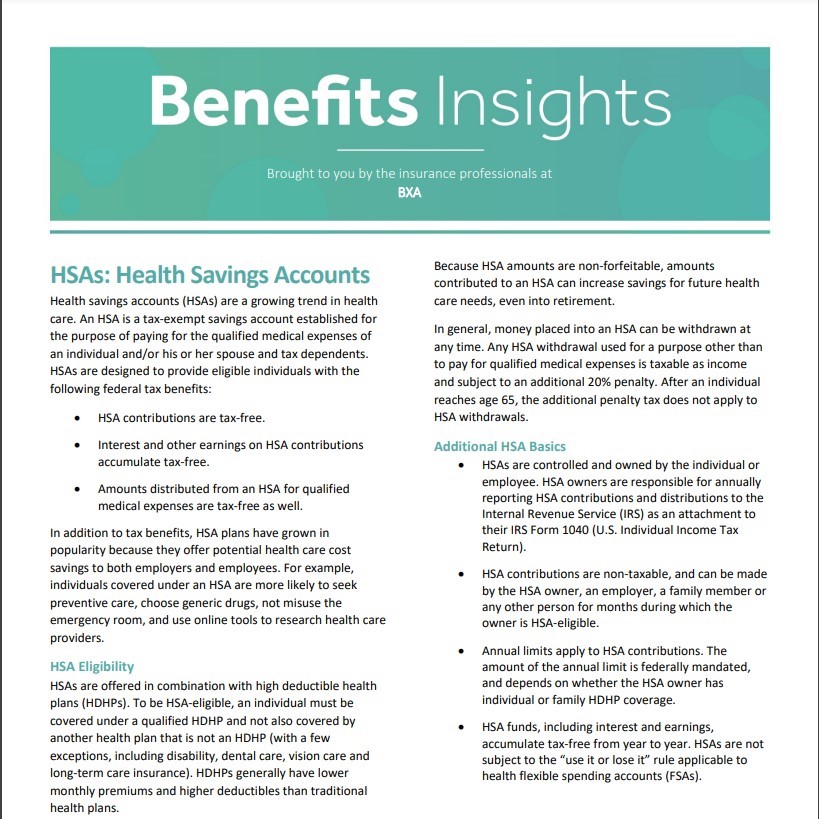 Benefits Insights
Brought to you by the insurance professionals at
BXA
HSAs: Health Savings Accounts
Health savings accounts (HSAs) are a growing trend in health
care. An HSA is a tax-exempt savings account established for
the purpose of paying for the qualified medical expenses of
an individual and/or his or her spouse and tax dependents.
HSAs are designed to provide eligible individuals with the
following federal tax benefits:
• HSA contributions are tax-free.
• Interest and other earnings on HSA contributions
accumulate tax-free.
• Amounts distributed from an HSA for qualified
medical expenses are tax-free as well.
In addition to tax benefits, HSA plans have grown in
popularity because they offer potential health care cost
savings to both employers and employees. For example,
individuals covered under an HSA are more likely to seek
preventive care, choose generic drugs, not misuse the
emergency room, and use online tools to research health care
providers.
HSA Eligibility
HSAs are offered in combination with high deductible health
plans (HDHPs). To be HSA-eligible, an individual must be
covered under a qualified HDHP and not also covered by
another health plan that is not an HDHP (with a few
exceptions, including disability, dental care, vision care and
long-term care insurance). HDHPs generally have lower
monthly premiums and higher deductibles than traditional
health plans.
Because HSA amounts are non-forfeitable, amounts
contributed to an HSA can increase savings for future health
care needs, even into retirement.
In general, money placed into an HSA can be withdrawn at
any time. Any HSA withdrawal used for a purpose other than
to pay for qualified medical expenses is taxable as income
and subject to an additional 20% penalty. After an individual
reaches age 65, the additional penalty tax does not apply to
HSA withdrawals.
Additional HSA Basics
• HSAs are controlled and owned by the individual or
employee. HSA owners are responsible for annually
reporting HSA contributions and distributions to the
Internal Revenue Service (IRS) as an attachment to
their IRS Form 1040 (U.S. Individual Income Tax
Return).
• HSA contributions are non-taxable, and can be made
by the HSA owner, an employer, a family member or
any other person for months during which the
owner is HSA-eligible.
• Annual limits apply to HSA contributions. The
amount of the annual limit is federally mandated,
and depends on whether the HSA owner has
individual or family HDHP coverage.
• HSA funds, including interest and earnings,
accumulate tax-free from year to year. HSAs are not
subject to the “use it or lose it” rule applicable to
health flexible spending accounts (FSAs).